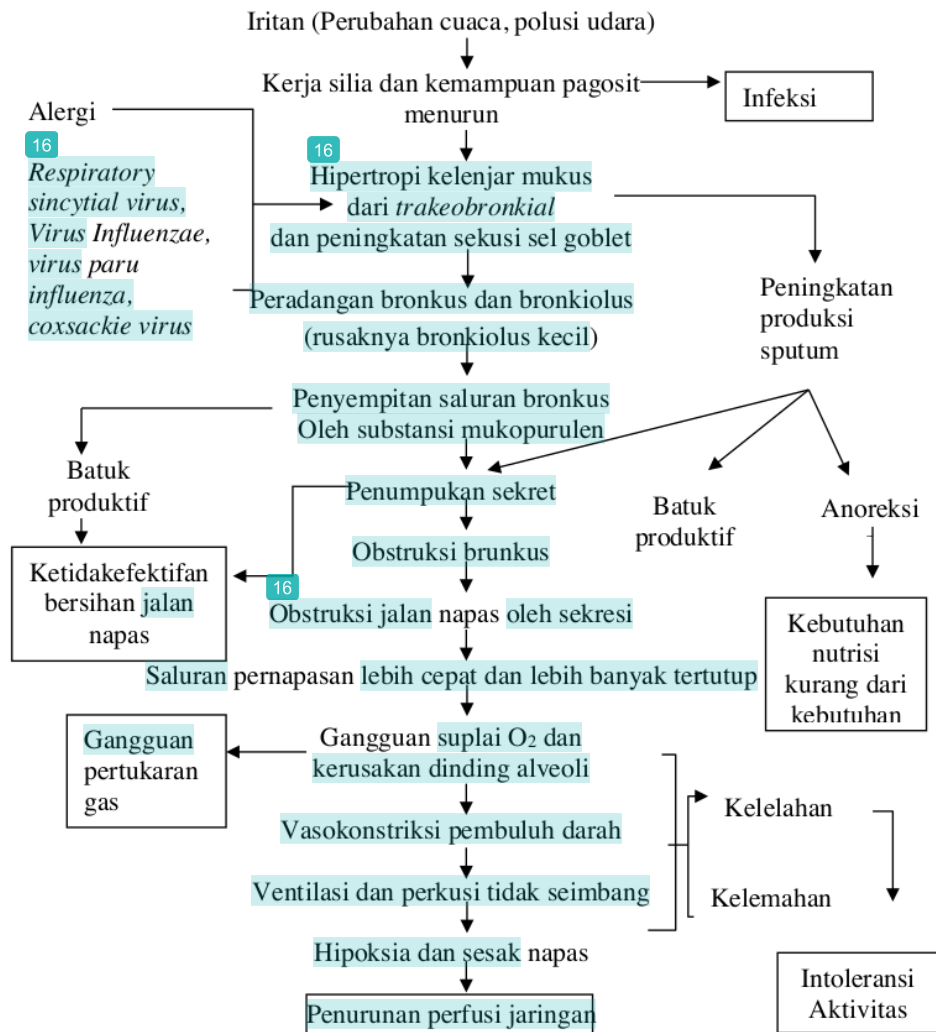 Iritan (Perubahan cuaca, polusi udara)
Kerja silia dan kemampuan pagosit
menurun
Infeksi
Alergi
16
Respiratory
sincytial virus,
Virus Influenzae,
virus paru
influenza,
coxsackie virus
16
Hipertropi kelenjar mukus
dari trakeobronkial
dan peningkatan sekusi sel goblet
Peradangan bronkus dan bronkiolus
(rusaknya bronkiolus kecil)
Peningkatan
produksi
sputum
Penyempitan saluran bronkus
Oleh substansi mukopurulen
Batuk
produktif
Penumpukan sekret
Batuk
produktif
Anoreksi
Obstruksi brunkus
Ketidakefektifan
bersihan jalan
napas
16
Obstruksi jalan napas oleh sekresi
Kebutuhan
nutrisi
kurang dari
kebutuhan
Saluran pernapasan lebih cepat dan lebih banyak tertutup
Gangguan
pertukaran
gas
Gangguan suplai O2 dan
kerusakan dinding alveoli
Vasokonstriksi pembuluh darah
Kelelahan
Ventilasi dan perkusi tidak seimbang
Kelemahan
Hipoksia dan sesak napas
Penurunan perfusi jaringan
Intoleransi
Aktivitas